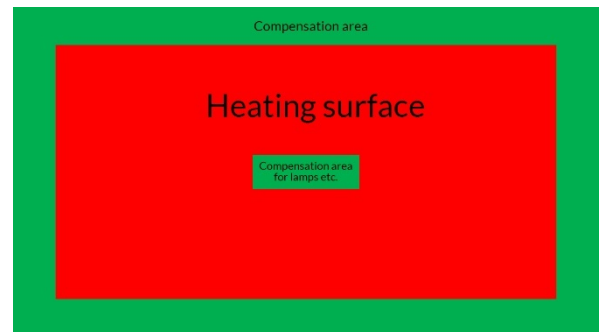 Compensation area
Heating surface
Compensation area
for lamps etc.